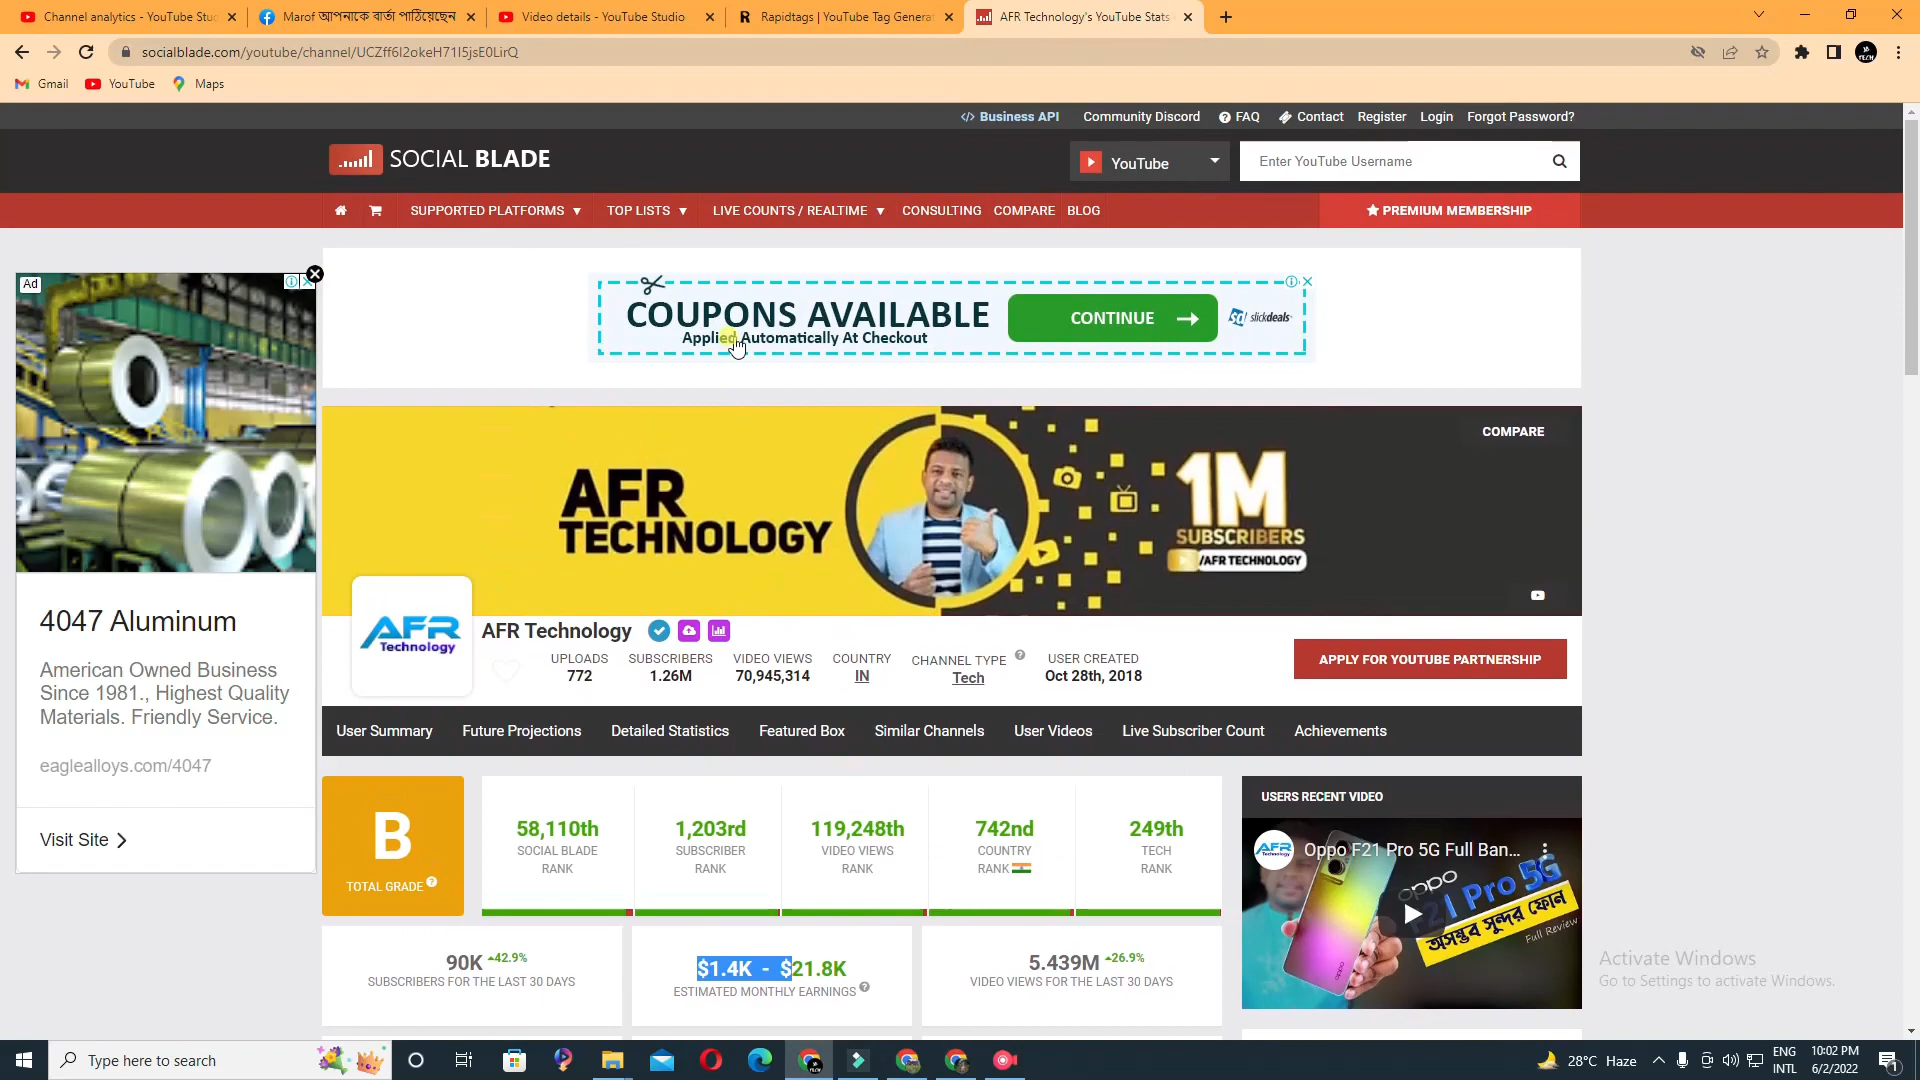 Channel analytics - YouTube Stu
Marof আপনাকে বার্তা পাঠিয়েছেন
Video details - YouTube Studio
Rapidtags | YouTube Tag Generat
AFR Technology's YouTube Stats
socialblade.com/youtube/channel/UCZff6I2okeH71I5jsE0LirQ
Gmail
YouTube
Maps
</> Business API
Community Discord
FAQ
Contact
Register
Login
Forgot Password?
SOCIAL BLADE
YouTube
Enter YouTube Username
SUPPORTED PLATFORMS
TOP LISTS
LIVE COUNTS / REALTIME
CONSULTING
COMPARE
BLOG
PREMIUM MEMBERSHIP
Ad
COUPONS AVAILABLE
Applied Automatically At Checkout
CONTINUE
sd slickdeals
COMPARE
AFR
TECHNOLOGY
1M
SUBSCRIBERS
/AFR TECHNOLOGY
4047 Aluminum
American Owned Business
Since 1981., Highest Quality
Materials. Friendly Service.
eaglealloys.com/4047
Visit Site
AFR
Technology
AFR Technology
UPLOADS
772
SUBSCRIBERS
1.26M
VIDEO VIEWS
70,945,314
COUNTRY
IN
CHANNEL TYPE
Tech
USER CREATED
Oct 28th, 2018
APPLY FOR YOUTUBE PARTNERSHIP
User Summary
Future Projections
Detailed Statistics
Featured Box
Similar Channels
User Videos
Live Subscriber Count
Achievements
B
TOTAL GRADE
58,110th
SOCIAL BLADE
RANK
1,203rd
SUBSCRIBER
RANK
119,248th
VIDEO VIEWS
RANK
742nd
COUNTRY
RANK
249th
TECH
RANK
90K 42.9%
SUBSCRIBERS FOR THE LAST 30 DAYS
$1.4K - $21.8K
ESTIMATED MONTHLY EARNINGS
5.439M 26.9%
VIDEO VIEWS FOR THE LAST 30 DAYS
USERS RECENT VIDEO
AFR
Technology
Oppo F21 Pro 5G Full Ban...
oppo
F21 Pro 5G
অসম্ভব সুন্দর ফোন
Full Review
Activate Windows
Go to Settings to activate Windows.
Type here to search
28°C Haze
ENG
INTL
10:02 PM
6/2/2022
1